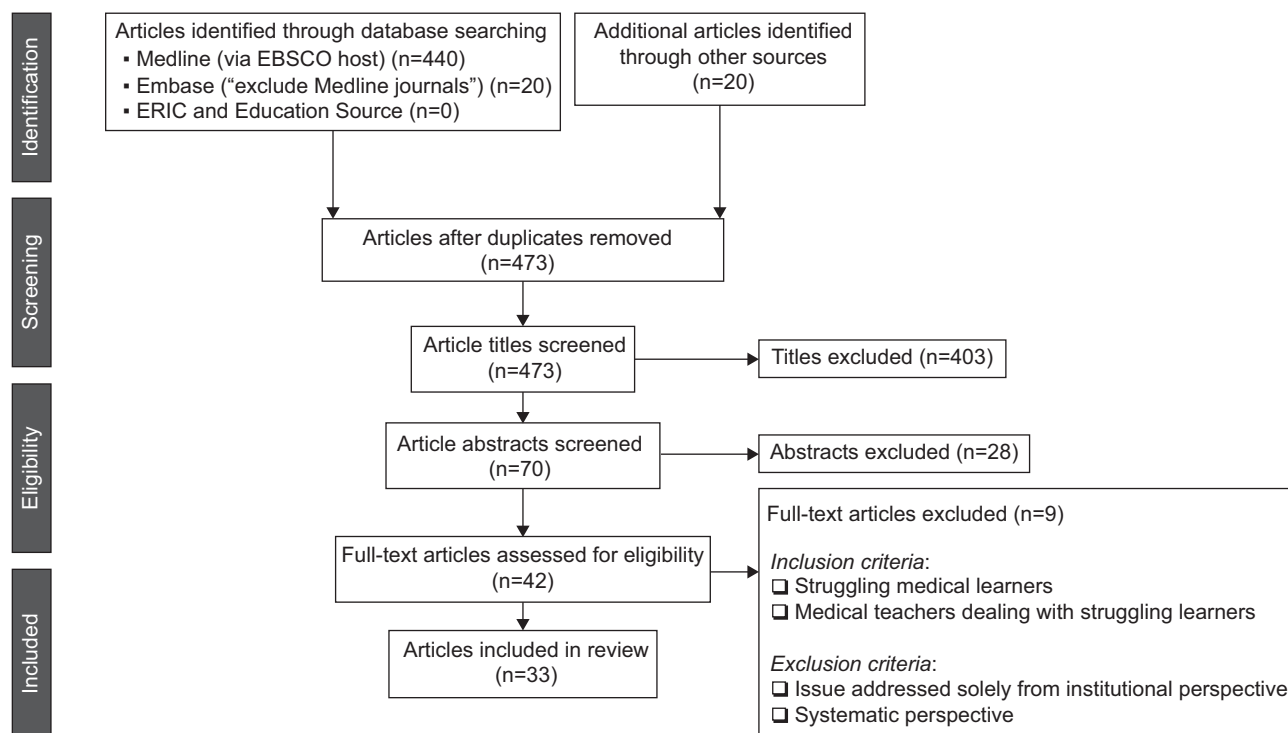 Identification
Articles identified through database searching
▪ Medline (via EBSCO host) (n=440)
▪ Embase (“exclude Medline journals”) (n=20)
▪ ERIC and Education Source (n=0)
Additional articles identified
through other sources
(n=20)
Screening
Articles after duplicates removed
(n=473)
Article titles screened
(n=473)
Titles excluded (n=403)
Eligibility
Article abstracts screened
(n=70)
Abstracts excluded (n=28)
Full-text articles assessed for eligibility
(n=42)
Full-text articles excluded (n=9)
Inclusion criteria:
❑ Struggling medical learners
❑ Medical teachers dealing with struggling learners
Exclusion criteria:
❑ Issue addressed solely from institutional perspective
❑ Systematic perspective
Included
Articles included in review
(n=33)